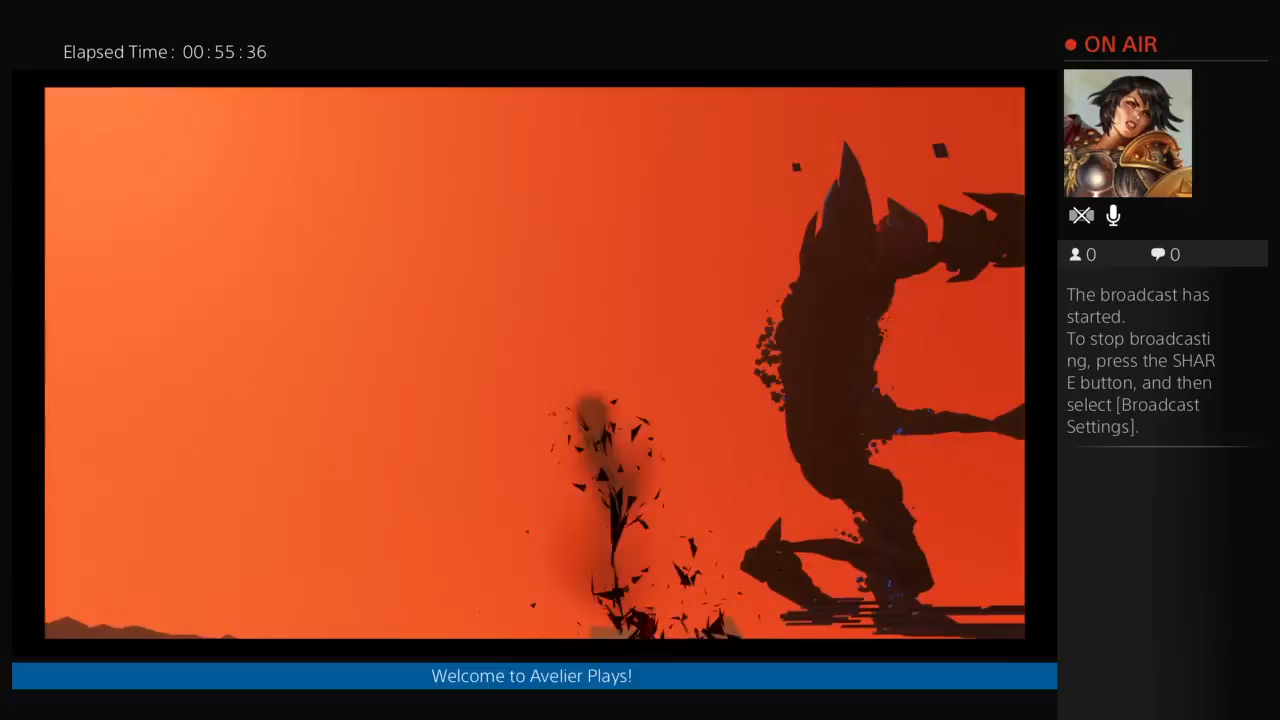 Elapsed Time: 00:55:36
ON AIR
0 0
The broadcast has
started.
To stop broadcasti
ng, press the SHAR
E button, and then
select [Broadcast
Settings].
Welcome to Avelier Plays!